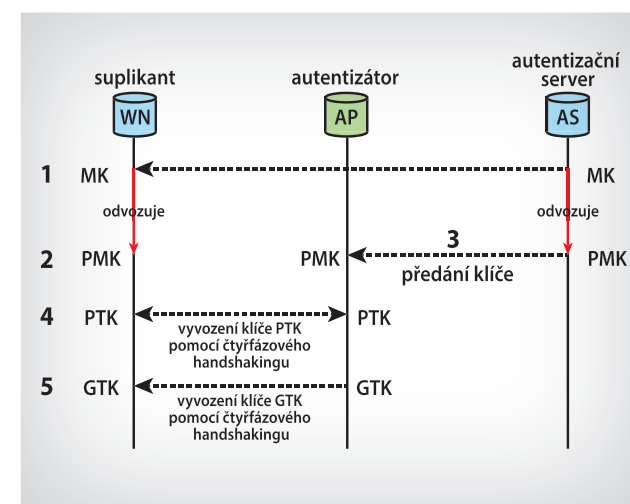 suplikant
autentizátor
autentizační
server
WN
AP
AS
1 MK MK
odvozuje odvozuje
3
2 PMK PMK PMK
předání klíče
4 PTK PTK
vyvození klíče PTK
pomocí čtyřfázového
handshakingu
5 GTK GTK
vyvození klíče GTK
pomocí čtyřfázového
handshakingu